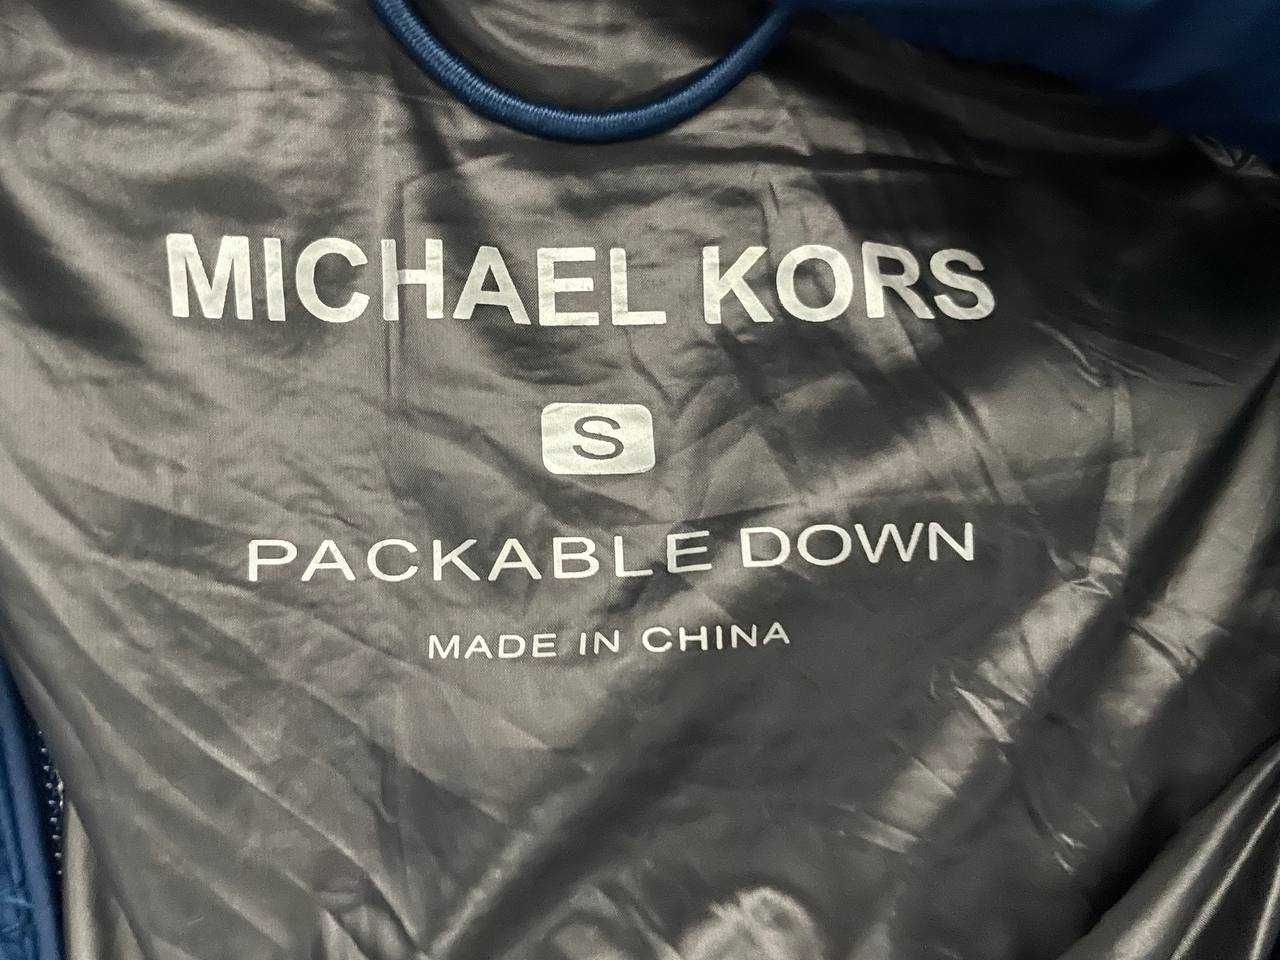 MICHAEL KORS
S
PACKABLE DOWN
MADE IN CHINA